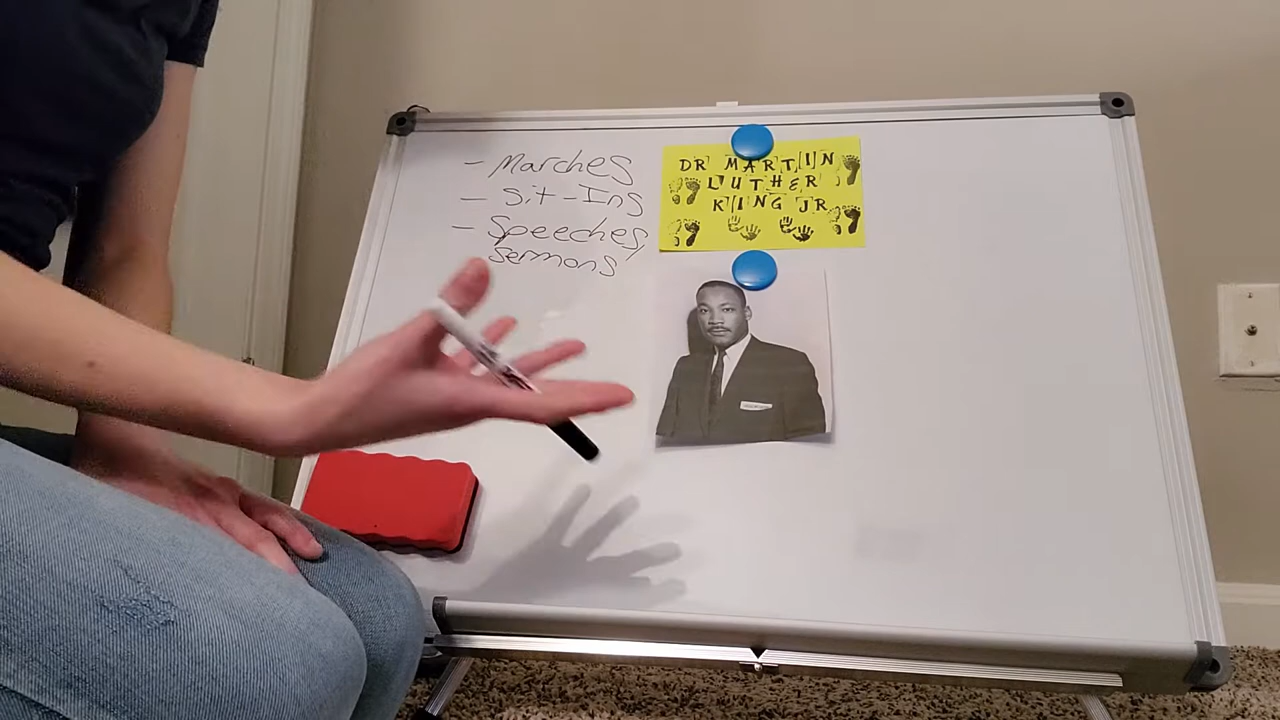 - Marches
- Sit-Ins
- Speeches,
sermons
DR MARTIN
LUTHER
KING JR